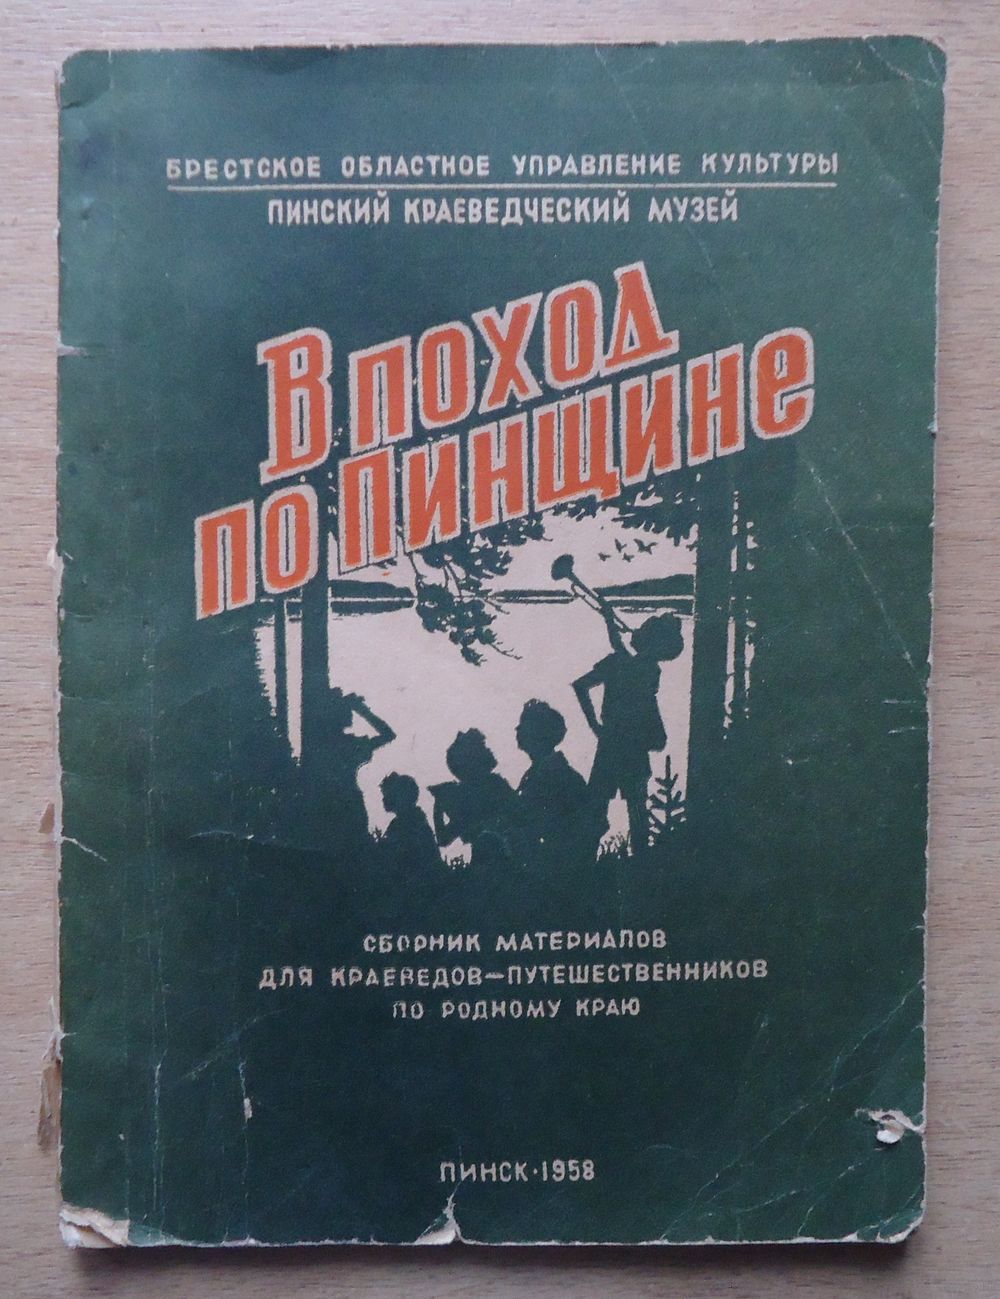 БРЕСТСКОЕ ОБЛАСТНОЕ УПРАВЛЕНИЕ КУЛЬТУРЫ
ПИНСКИЙ КРАЕВЕДЧЕСКИЙ МУЗЕЙ
В ПОХОД
ПО ПИНЩИНЕ
СБОРНИК МАТЕРИАЛОВ
ДЛЯ КРАЕВЕДОВ—ПУТЕШЕСТВЕННИКОВ
ПО РОДНОМУ КРАЮ
ПИНСК·1958